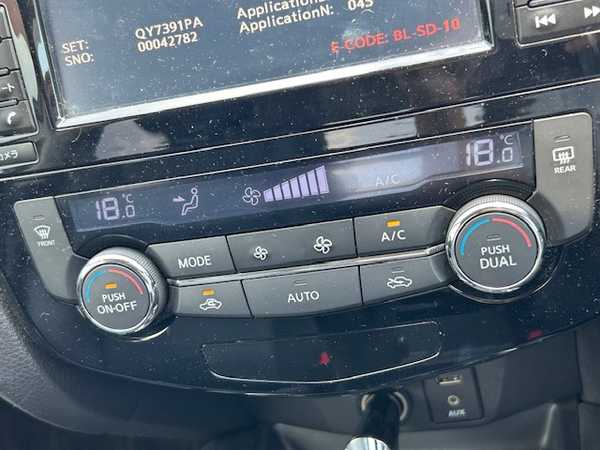 Application
ApplicationN: 045
SET: QY7391PA
SNO: 00042782
E-CODE: BL-SD-10
18.0 °C
A/C
18.0 °C
FRONT
REAR
MODE
A/C
PUSH
ON-OFF
AUTO
PUSH
DUAL
AUX